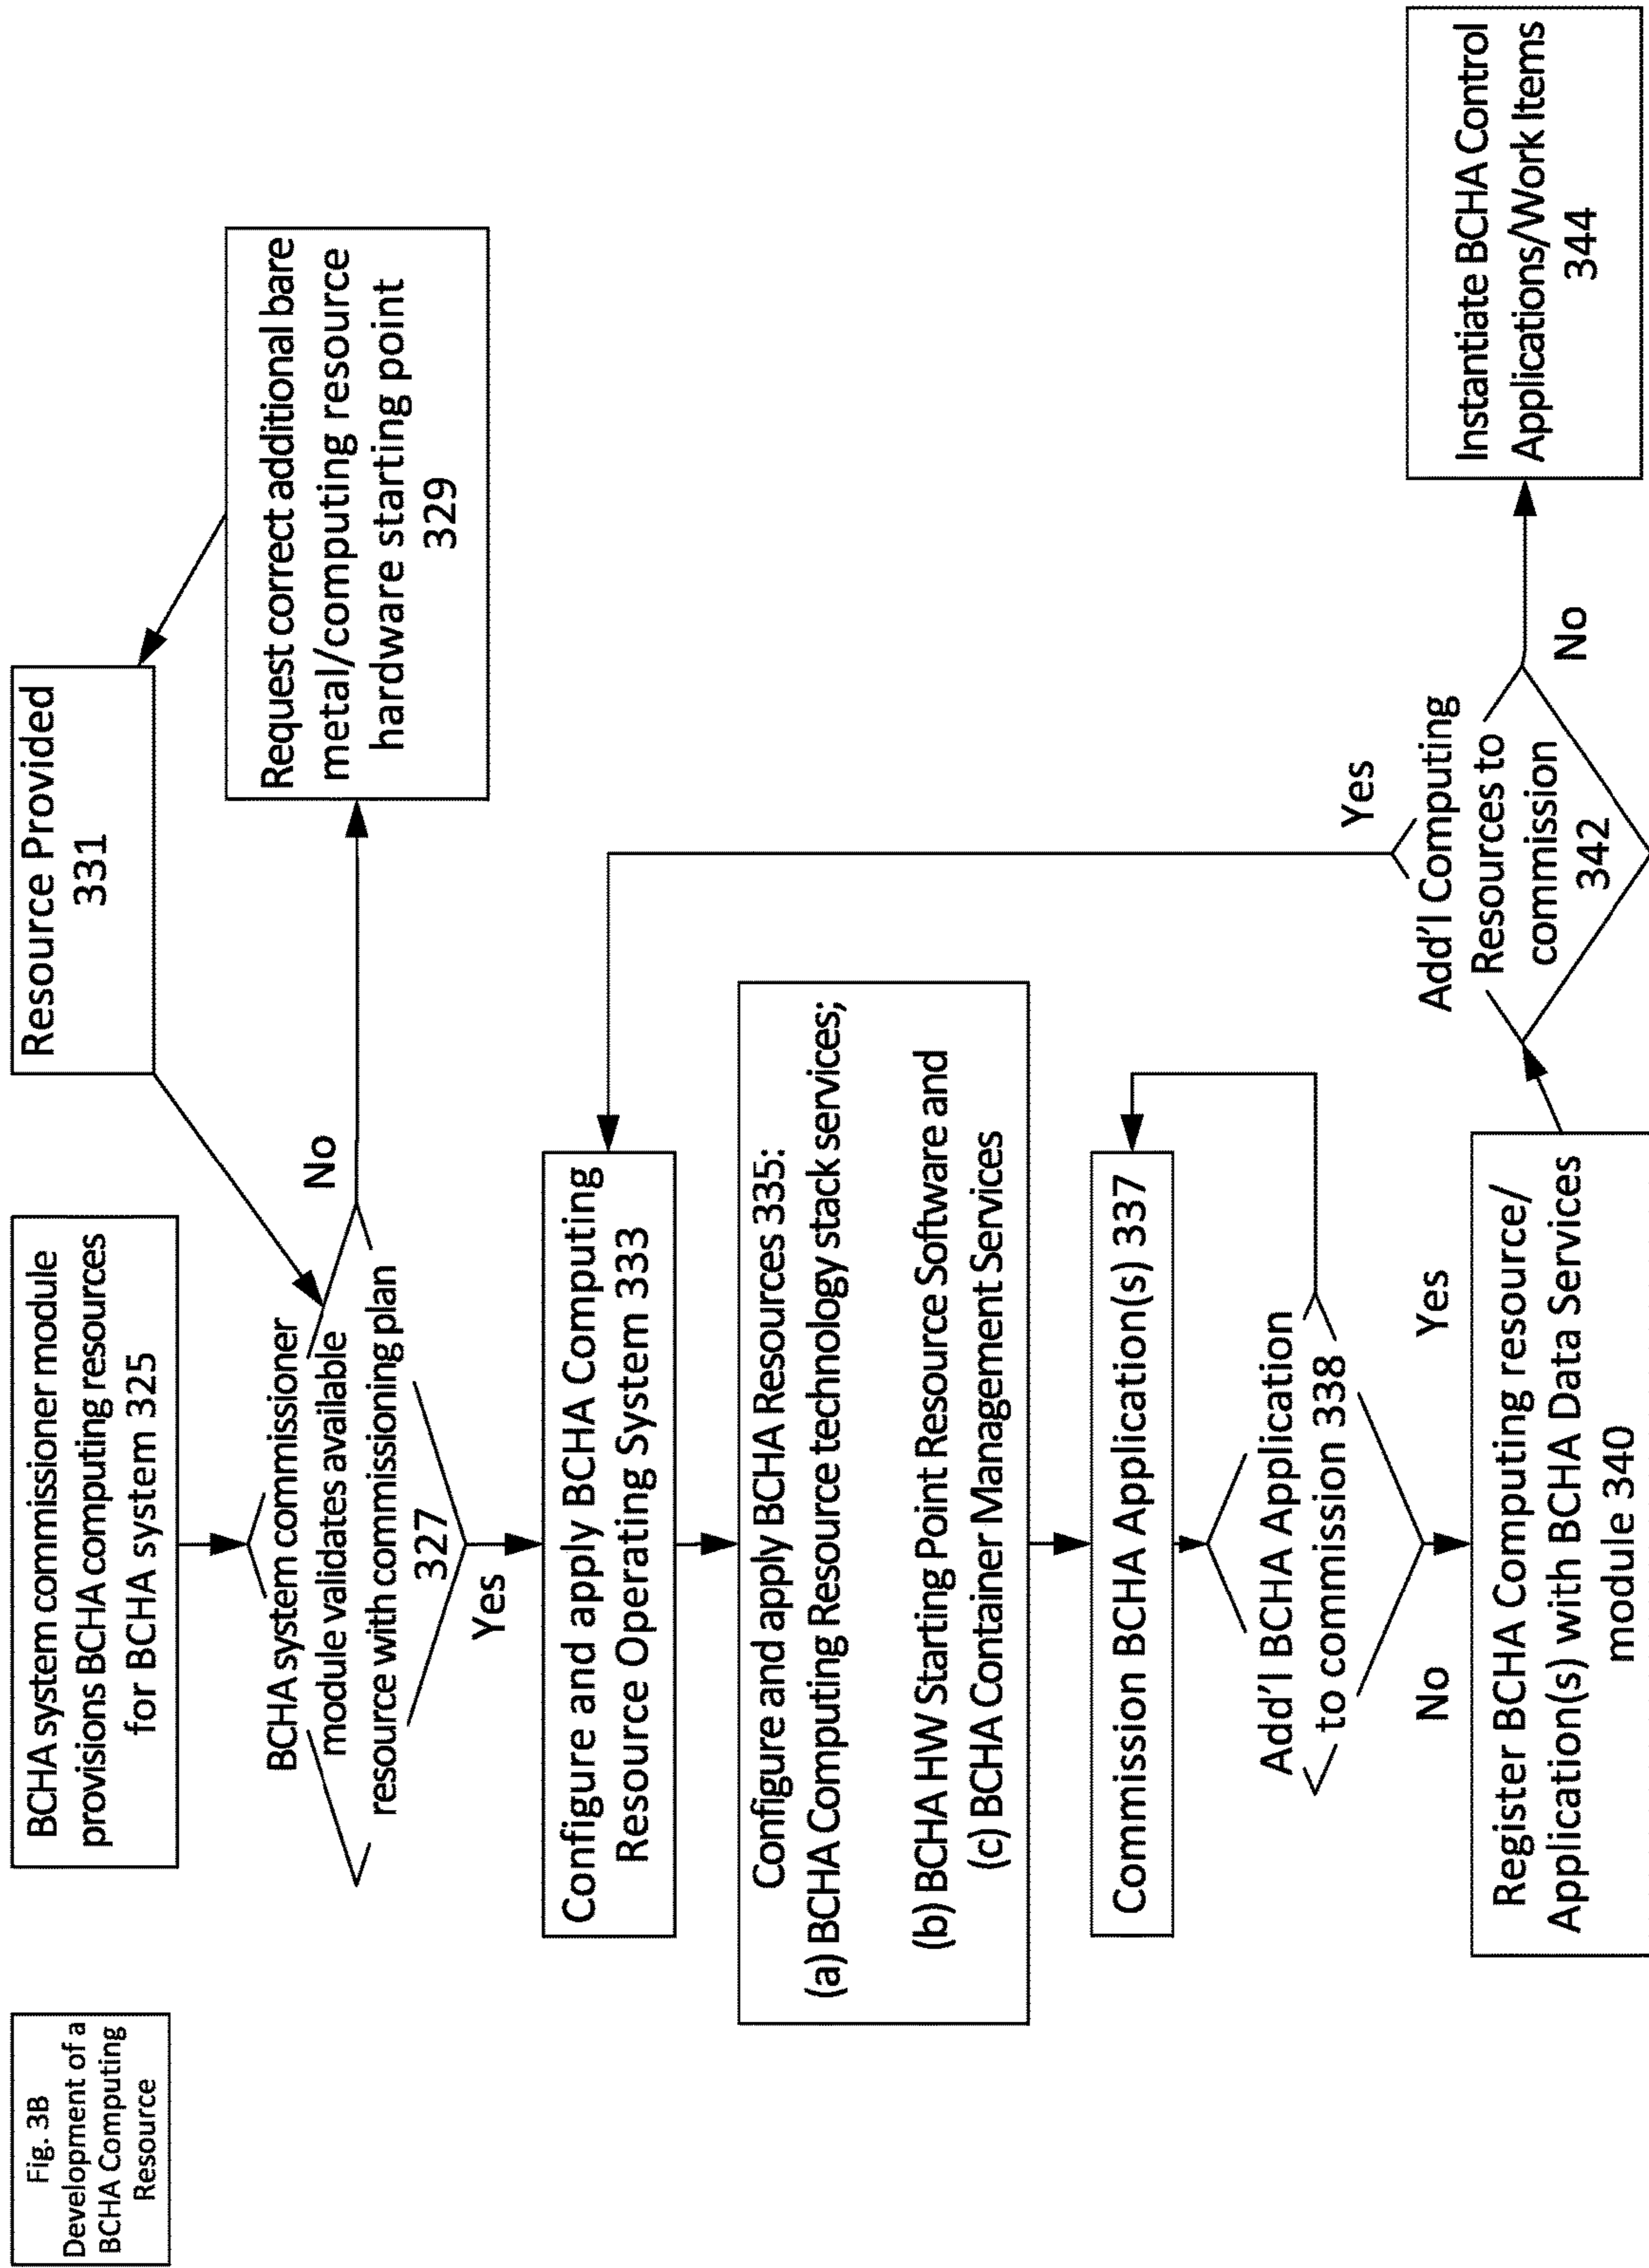 Fig. 3B
Development of a
BCHA Computing
Resource
BCHA system commissioner module
provisions BCHA computing resources
for BCHA system 325
Resource Provided
331
BCHA system commissioner
module validates available
resource with commissioning plan
327
No
Yes
Request correct additional bare
metal/computing resource
hardware starting point
329
Configure and apply BCHA Computing
Resource Operating System 333
Configure and apply BCHA Resources 335:
(a) BCHA Computing Resource technology stack services;
(b) BCHA HW Starting Point Resource Software and
(c) BCHA Container Management Services
Commission BCHA Application(s) 337
Add'l BCHA Application
to commission 338
No
Yes
Register BCHA Computing resource/
Application(s) with BCHA Data Services
module 340
Yes
Add'l Computing
Resources to
commission
342
No
Instantiate BCHA Control
Applications/Work Items
344